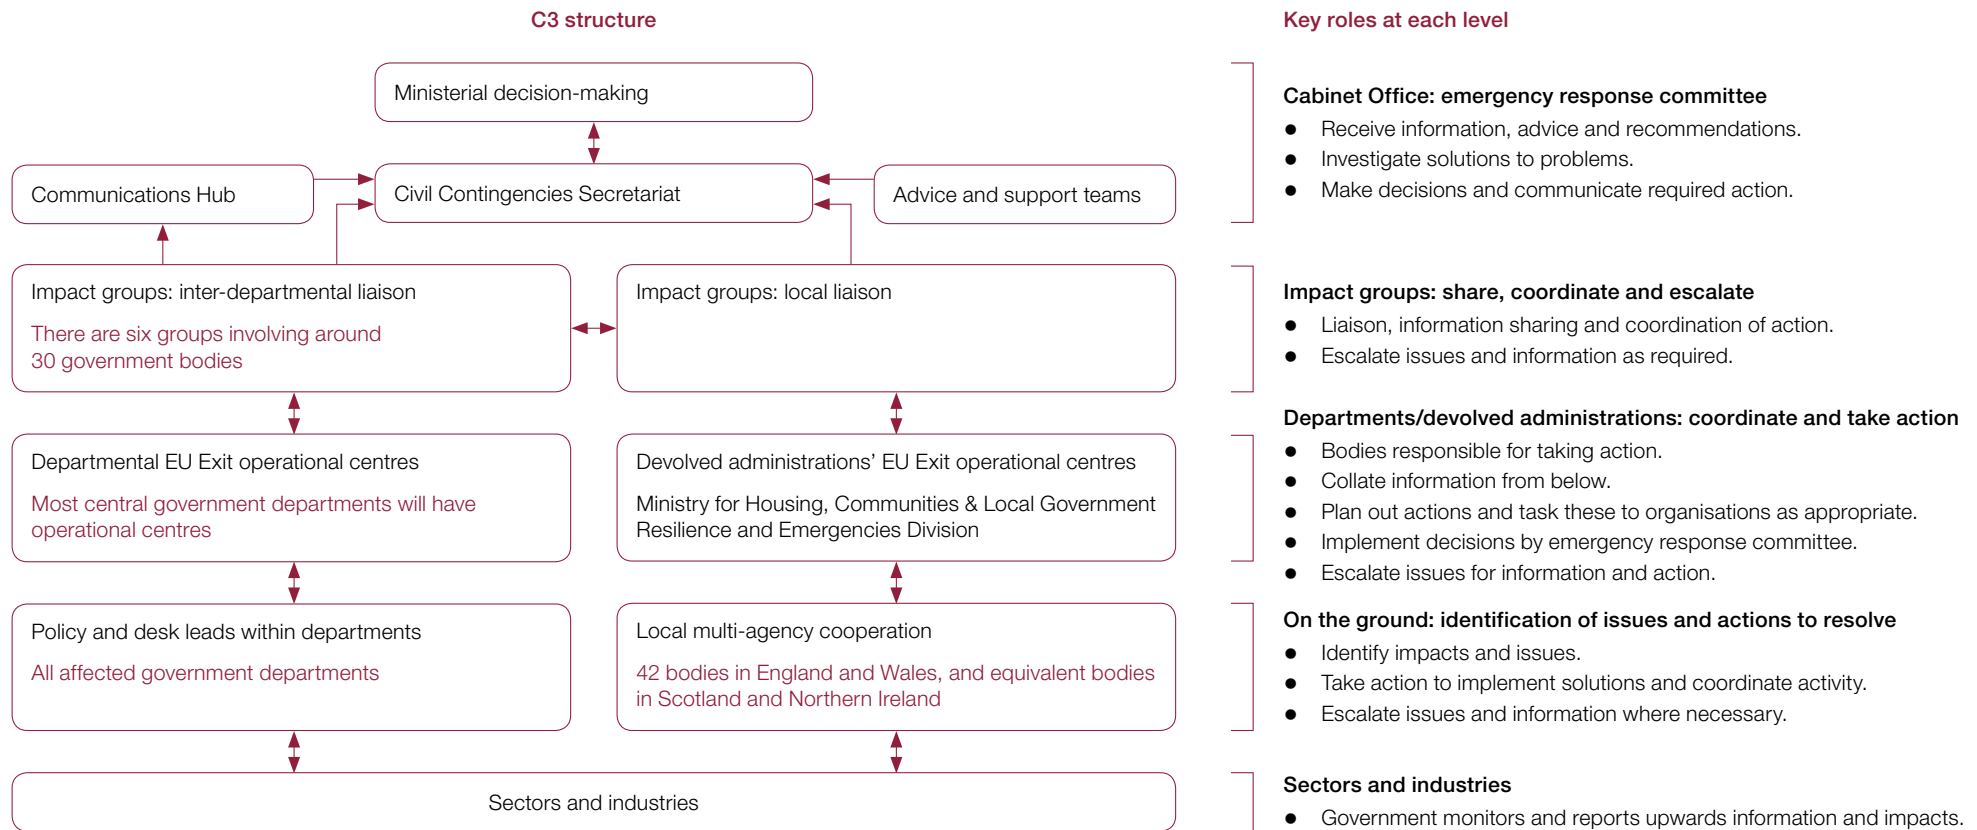 C3 structure
Key roles at each level
Ministerial decision-making
Communications Hub
Civil Contingencies Secretariat
Advice and support teams
Cabinet Office: emergency response committee
● Receive information, advice and recommendations.
● Investigate solutions to problems.
● Make decisions and communicate required action.
Impact groups: inter-departmental liaison
There are six groups involving around
30 government bodies
Impact groups: local liaison
Impact groups: share, coordinate and escalate
● Liaison, information sharing and coordination of action.
● Escalate issues and information as required.
Departmental EU Exit operational centres
Most central government departments will have
operational centres
Devolved administrations’ EU Exit operational centres
Ministry for Housing, Communities & Local Government
Resilience and Emergencies Division
Departments/devolved administrations: coordinate and take action
● Bodies responsible for taking action.
● Collate information from below.
● Plan out actions and task these to organisations as appropriate.
● Implement decisions by emergency response committee.
● Escalate issues for information and action.
Policy and desk leads within departments
All affected government departments
Local multi-agency cooperation
42 bodies in England and Wales, and equivalent bodies
in Scotland and Northern Ireland
On the ground: identification of issues and actions to resolve
● Identify impacts and issues.
● Take action to implement solutions and coordinate activity.
● Escalate issues and information where necessary.
Sectors and industries
Sectors and industries
● Government monitors and reports upwards information and impacts.